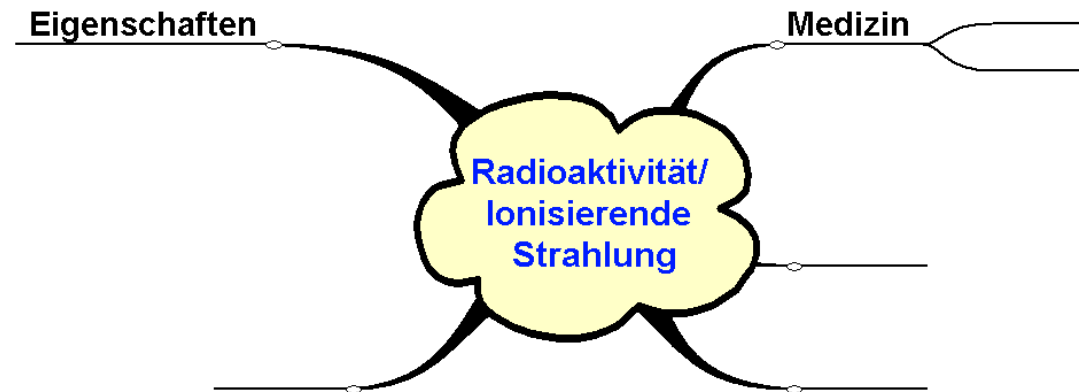 Eigenschaften
Medizin
Radioaktivität/
Ionisierende
Strahlung